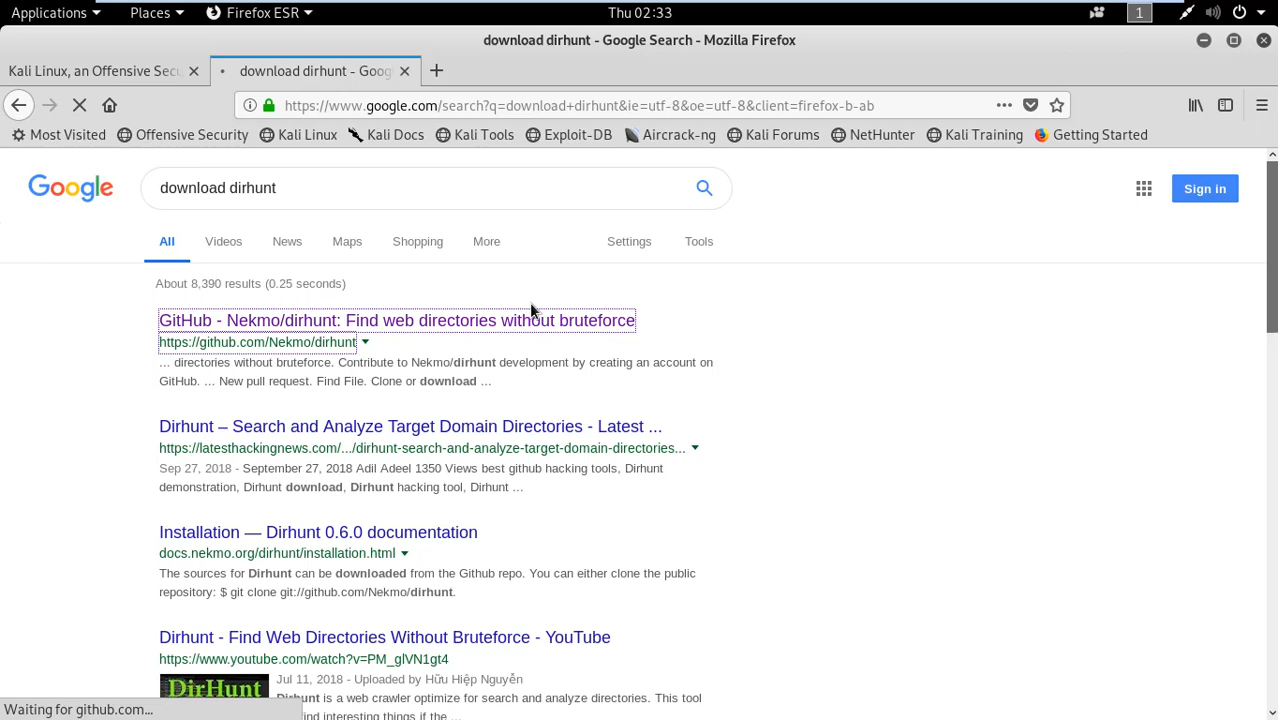 Applications Places Firefox ESR Thu 02:33 1
download dirhunt - Google Search - Mozilla Firefox
Kali Linux, an Offensive Secu download dirhunt - Goog
https://www.google.com/search?q=download+dirhunt&ie=utf-8&oe=utf-8&client=firefox-b-ab
Most Visited Offensive Security Kali Linux Kali Docs Kali Tools Exploit-DB Aircrack-ng Kali Forums NetHunter Kali Training Getting Started
Google download dirhunt Sign in
All Videos News Maps Shopping More Settings Tools
About 8,390 results (0.25 seconds)
GitHub - Nekmo/dirhunt: Find web directories without bruteforce
https://github.com/Nekmo/dirhunt
... directories without bruteforce. Contribute to Nekmo/dirhunt development by creating an account on
GitHub. ... New pull request. Find File. Clone or download ...
Dirhunt – Search and Analyze Target Domain Directories - Latest ...
https://latesthackingnews.com/.../dirhunt-search-and-analyze-target-domain-directories...
Sep 27, 2018 - September 27, 2018 Adil Adeel 1350 Views best github hacking tools, Dirhunt
demonstration, Dirhunt download, Dirhunt hacking tool, Dirhunt ...
Installation — Dirhunt 0.6.0 documentation
docs.nekmo.org/dirhunt/installation.html
The sources for Dirhunt can be downloaded from the Github repo. You can either clone the public
repository: $ git clone git://github.com/Nekmo/dirhunt.
Dirhunt - Find Web Directories Without Bruteforce - YouTube
https://www.youtube.com/watch?v=PM_glVN1gt4
Jul 11, 2018 - Uploaded by Hữu Hiệp Nguyễn
DirHunt
Dirhunt is a web crawler optimize for search and analyze directories. This tool
find interesting things if the ...
Waiting for github.com...